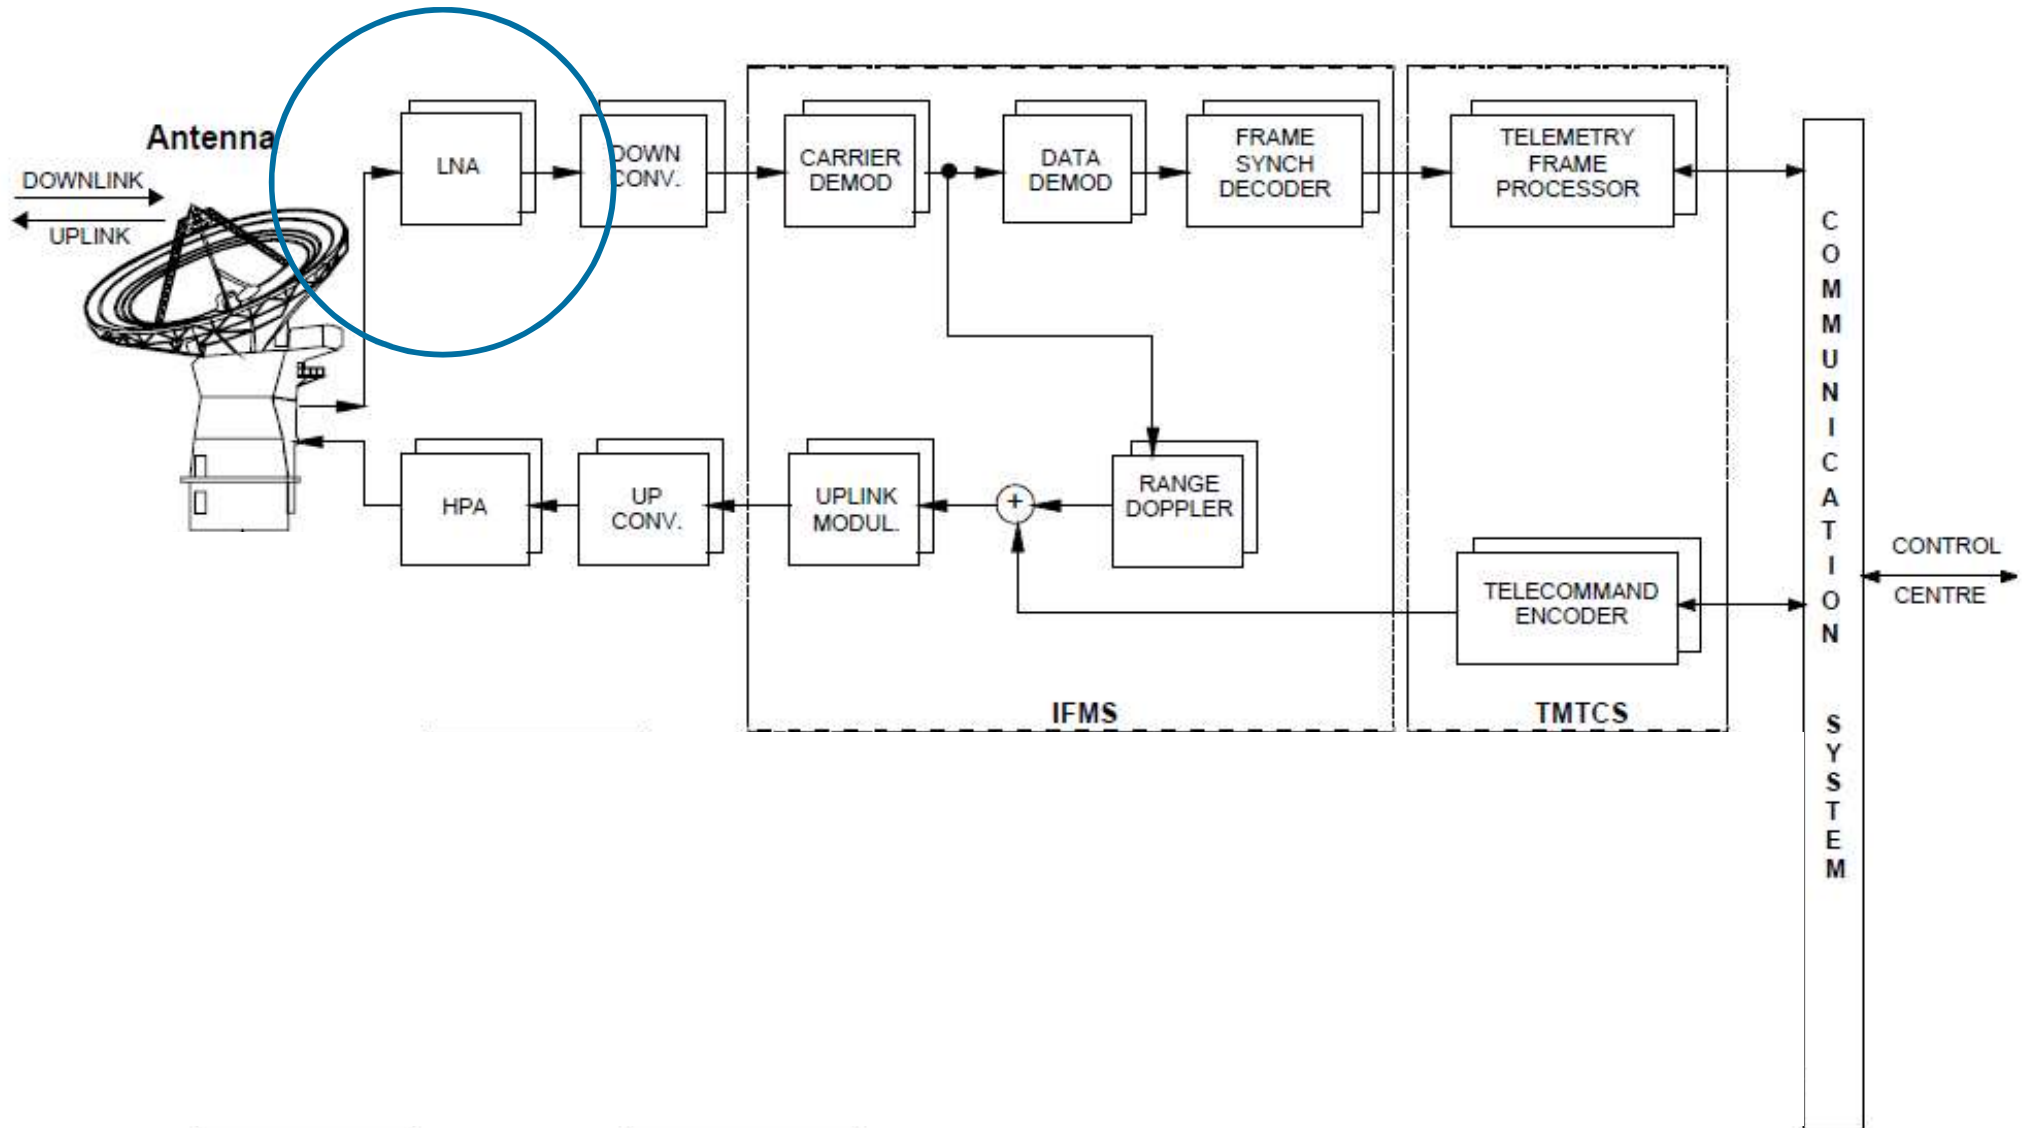 Antenna
DOWNLINK
UPLINK
LNA
DOWN
CONV.
CARRIER
DEMOD
DATA
DEMOD
FRAME
SYNCH
DECODER
TELEMETRY
FRAME
PROCESSOR
HPA
UP
CONV.
UPLINK
MODUL.
+
RANGE
DOPPLER
TELECOMMAND
ENCODER
IFMS
TMTCS
COMMUNICATION
SYSTEM
CONTROL
CENTRE